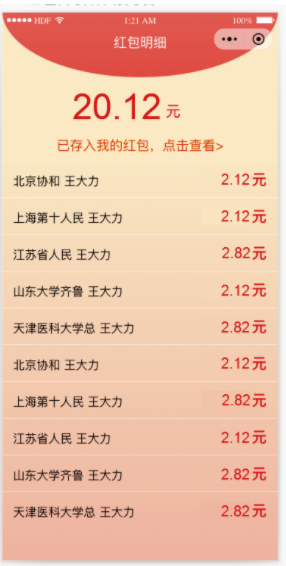 HDF 1:21 AM 100%
红包明细
20.12 元
已存入我的红包，点击查看>
北京协和 王大力 2.12元
上海第十人民 王大力 2.12元
江苏省人民 王大力 2.82元
山东大学齐鲁 王大力 2.12元
天津医科大学总 王大力 2.82元
北京协和 王大力 2.12元
上海第十人民 王大力 2.82元
江苏省人民 王大力 2.12元
山东大学齐鲁 王大力 2.82元
天津医科大学总 王大力 2.82元